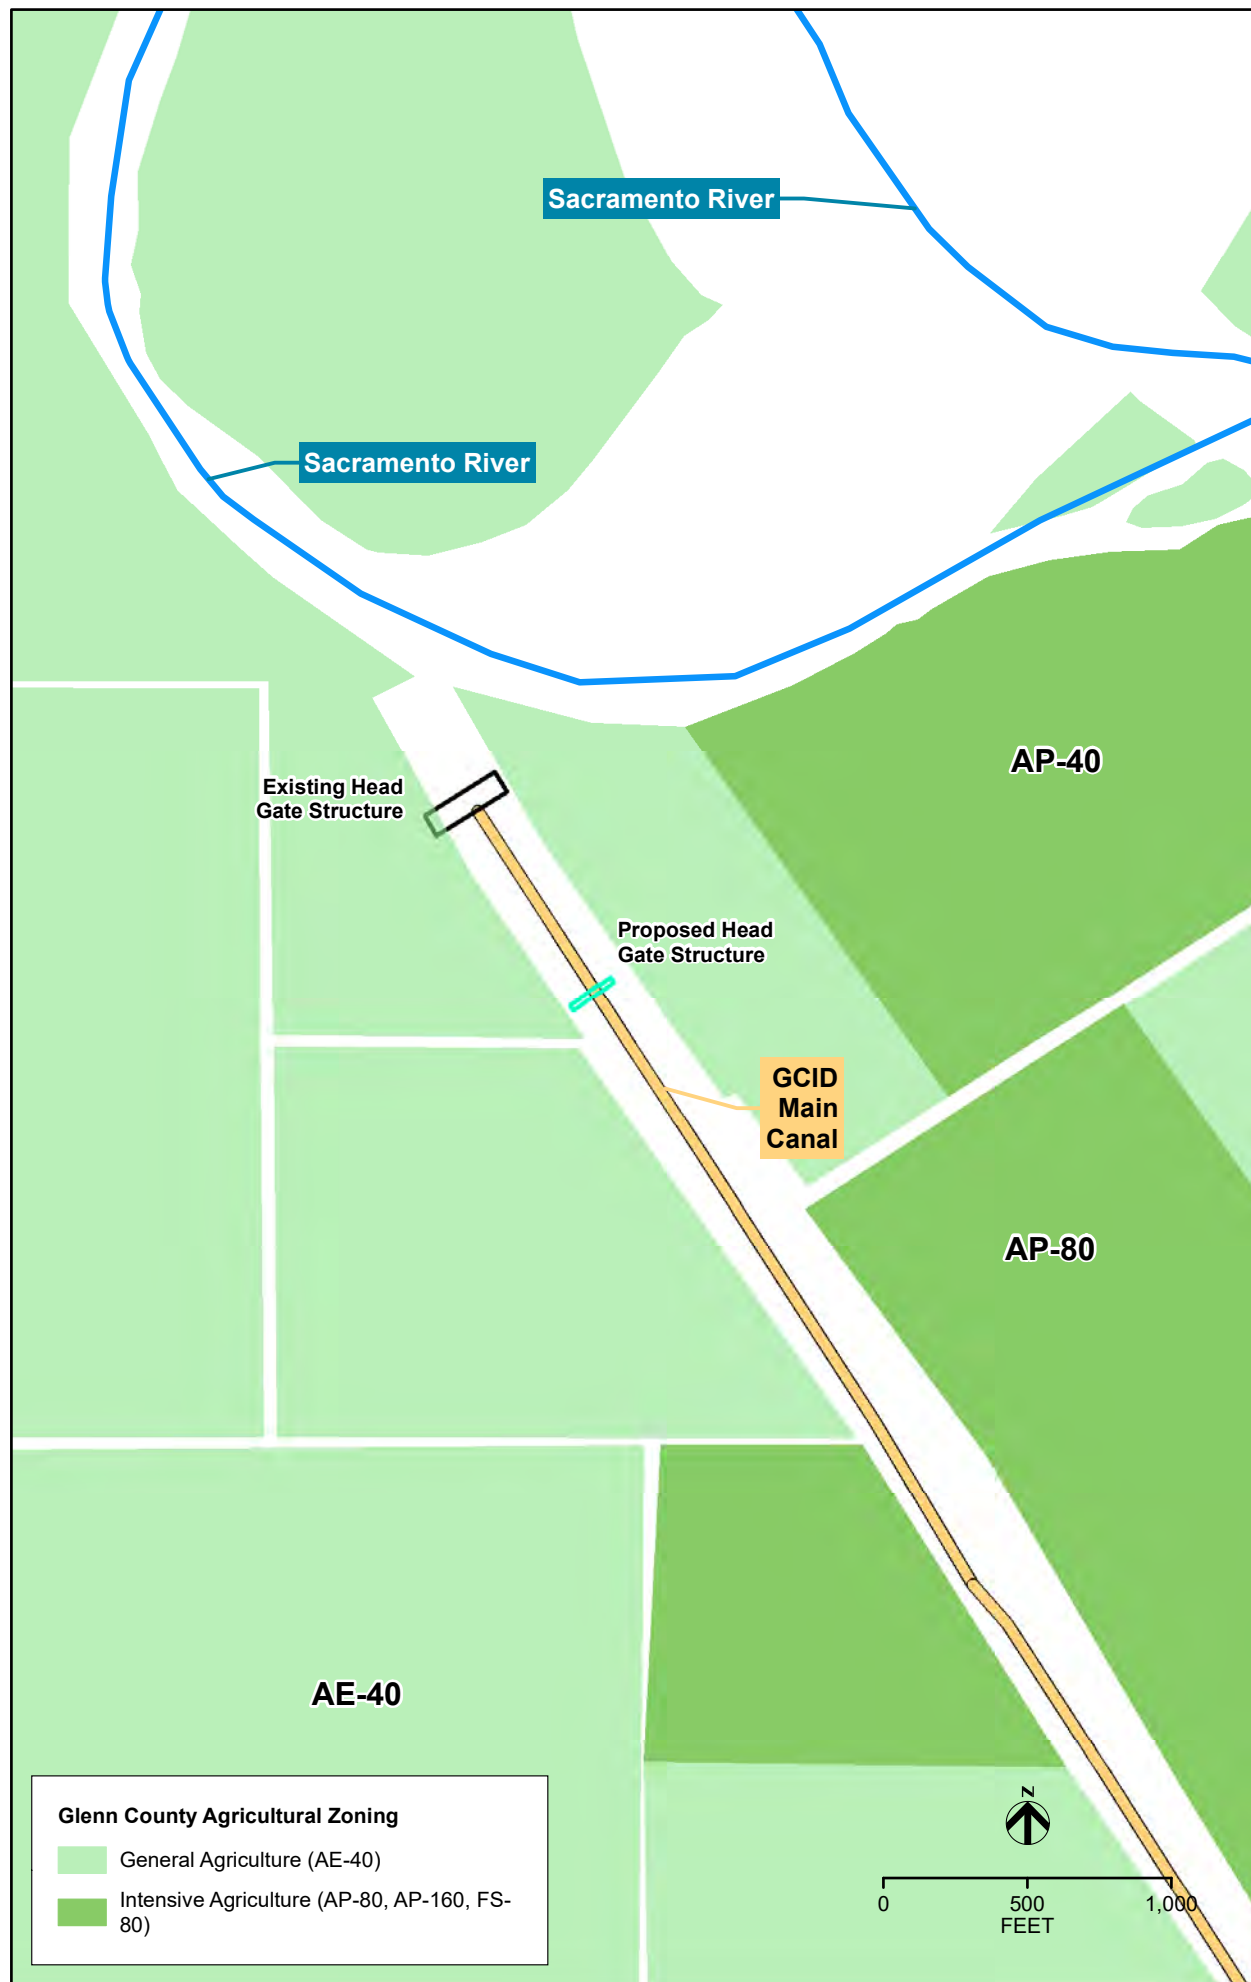 Sacramento River
Sacramento River
AP-40
Existing Head
Gate Structure
Proposed Head
Gate Structure
GCID
Main
Canal
AP-80
AE-40
Glenn County Agricultural Zoning
General Agriculture (AE-40)
Intensive Agriculture (AP-80, AP-160, FS-
80)
N
0 500 1,000
FEET